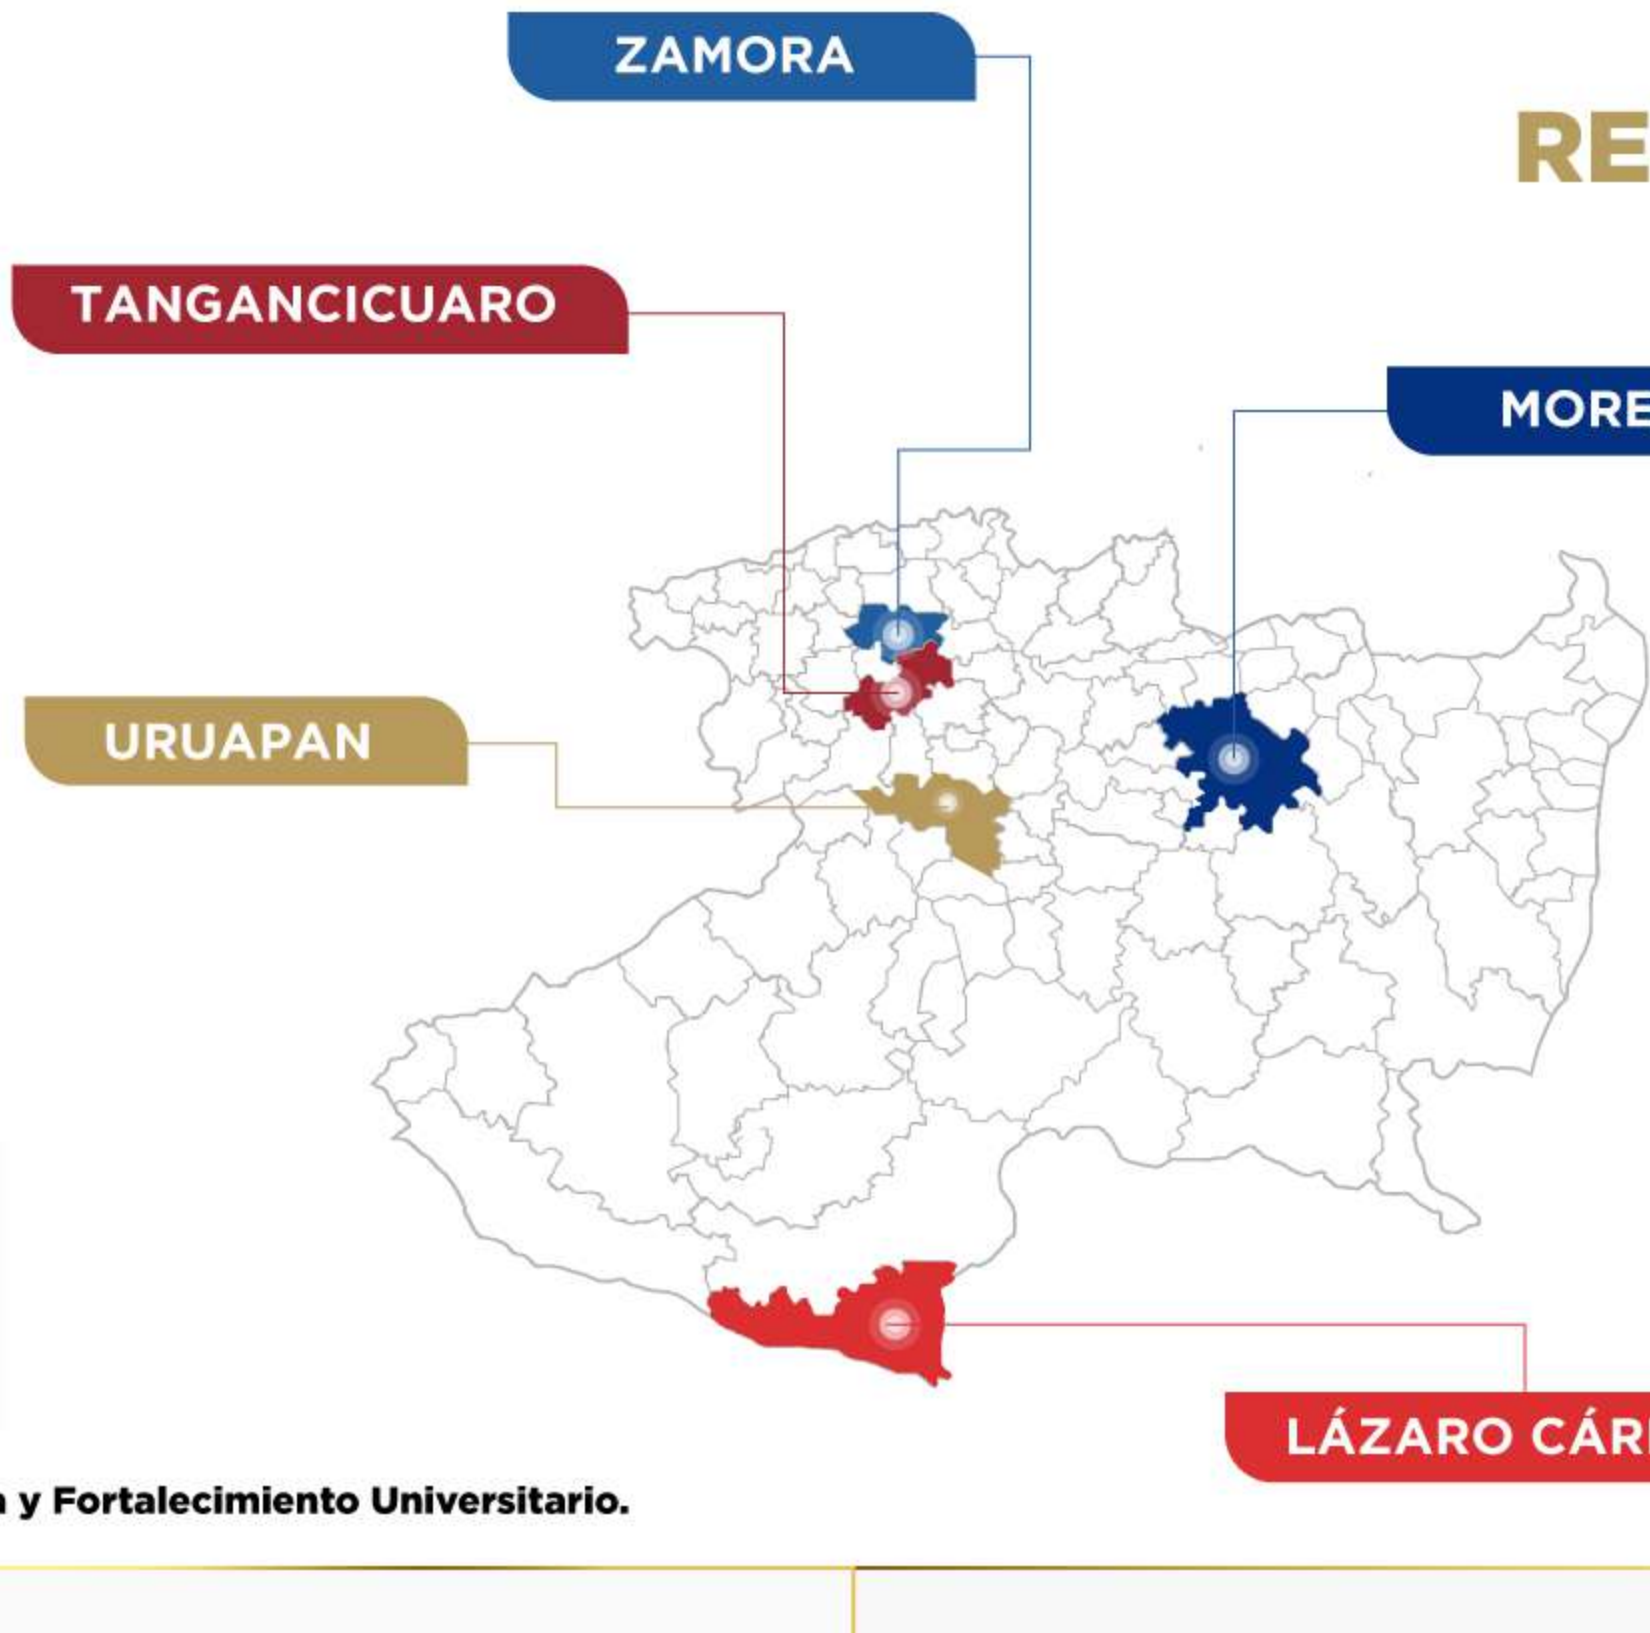 ZAMORA
RE
TANGANCICUARO
MORE
URUAPAN
LÁZARO CÁR
y Fortalecimiento Universitario.